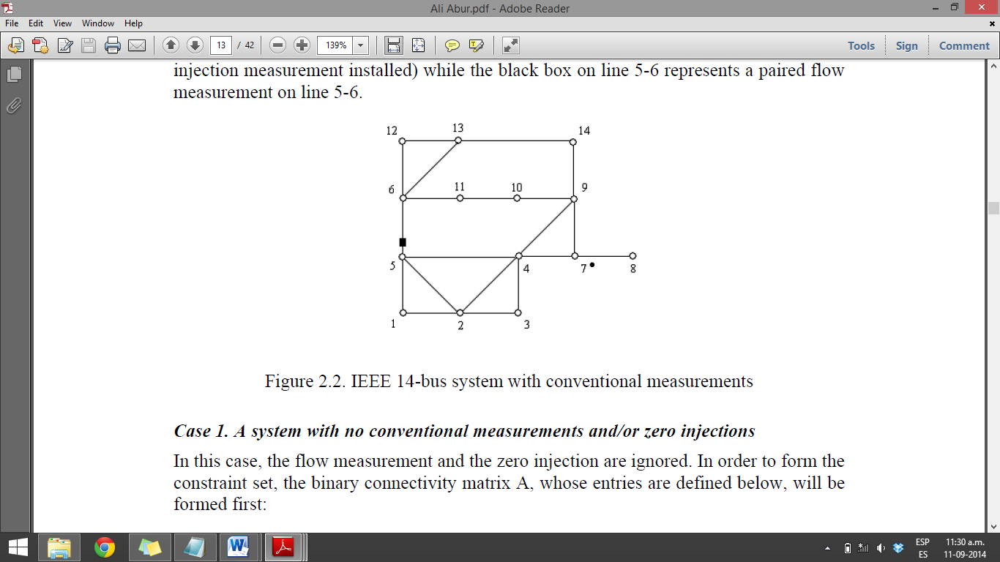 Ali Abur.pdf - Adobe Reader
File Edit View Window Help
13 / 42 139% Tools Sign Comment
injection measurement installed) while the black box on line 5-6 represents a paired flow
measurement on line 5-6.
12 13 14
6 11 10 9
5 4 7 8
1 2 3
Figure 2.2. IEEE 14-bus system with conventional measurements
Case 1. A system with no conventional measurements and/or zero injections
In this case, the flow measurement and the zero injection are ignored. In order to form the
constraint set, the binary connectivity matrix A, whose entries are defined below, will be
formed first:
ESP 11:30 a.m.
ES 11-09-2014